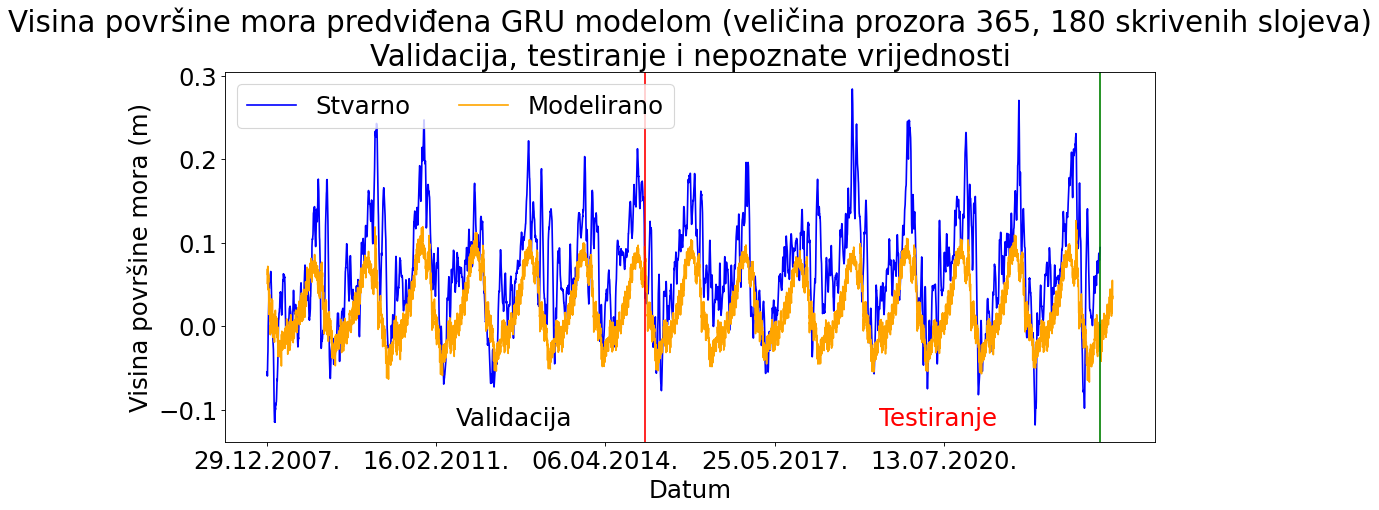 Visina površine mora predviđena GRU modelom (veličina prozora 365, 180 skrivenih slojeva)
Validacija, testiranje i nepoznate vrijednosti
Stvarno
Modelirano
Visina površine mora (m)
0.3
0.2
0.1
0.0
−0.1
Validacija
Testiranje
29.12.2007.
16.02.2011.
06.04.2014.
25.05.2017.
13.07.2020.
Datum